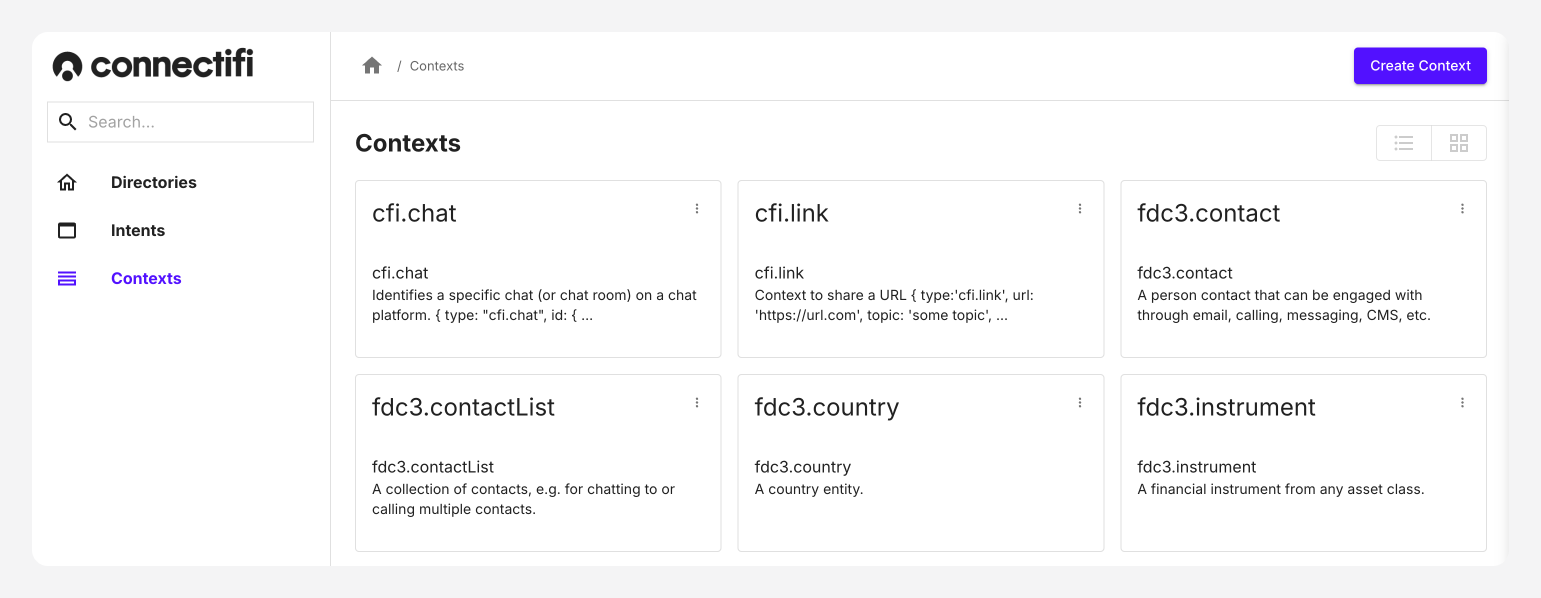 connectifi
Search...
Directories
Intents
Contexts
/ Contexts
Create Context
Contexts
cfi.chat
cfi.chat
Identifies a specific chat (or chat room) on a chat
platform. { type: "cfi.chat", id: { ...
cfi.link
cfi.link
Context to share a URL { type:'cfi.link', url:
'https://url.com', topic: 'some topic', ...
fdc3.contact
fdc3.contact
A person contact that can be engaged with
through email, calling, messaging, CMS, etc.
fdc3.contactList
fdc3.contactList
A collection of contacts, e.g. for chatting to or
calling multiple contacts.
fdc3.country
fdc3.country
A country entity.
fdc3.instrument
fdc3.instrument
A financial instrument from any asset class.